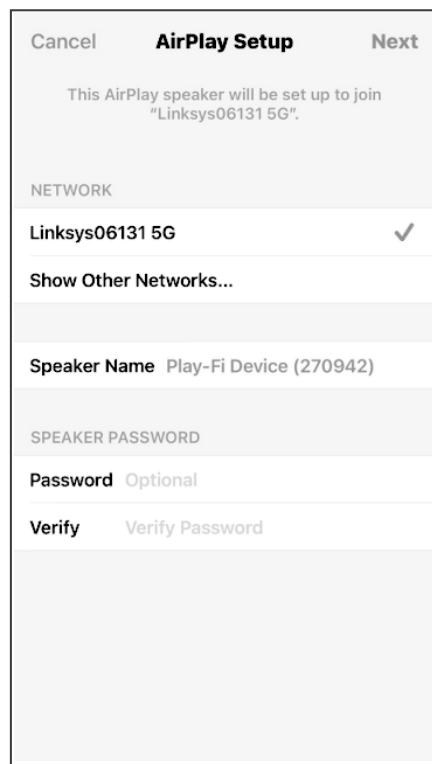 Cancel AirPlay Setup Next
This AirPlay speaker will be set up to join
“Linksys06131 5G”.
NETWORK
Linksys06131 5G
Show Other Networks...
Speaker Name Play-Fi Device (270942)
SPEAKER PASSWORD
Password Optional
Verify Verify Password